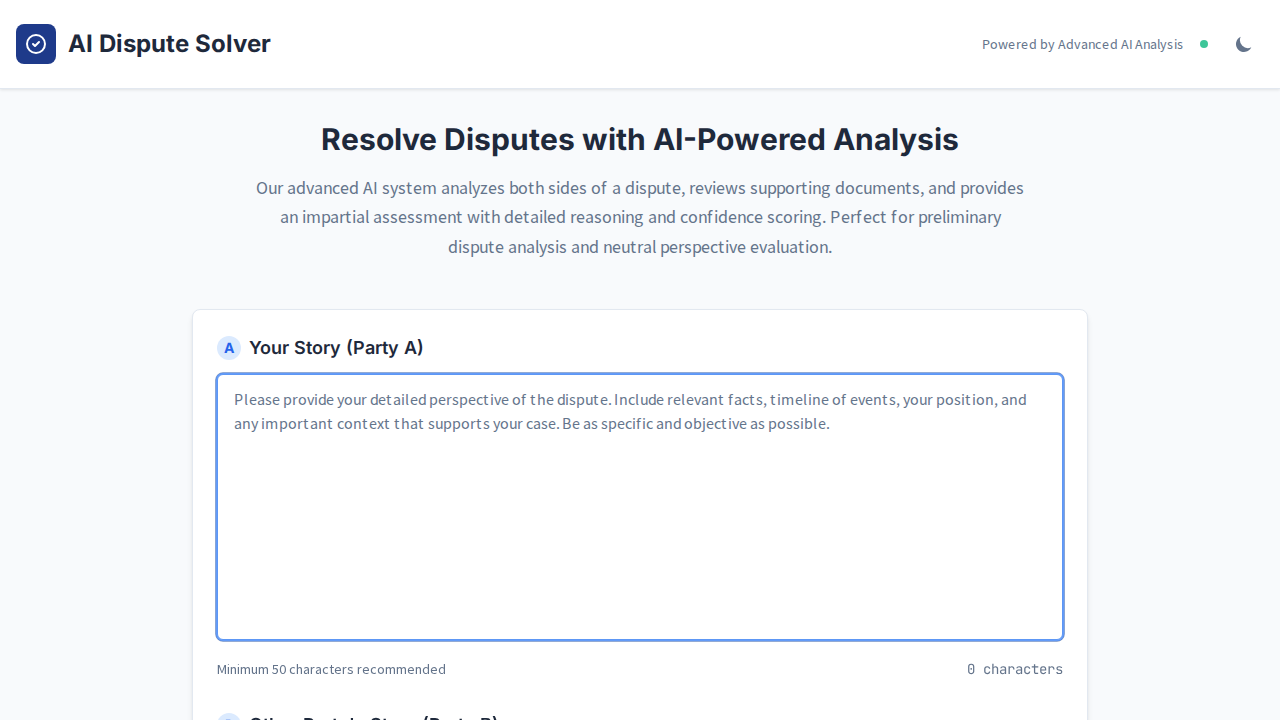 AI Dispute Solver
Powered by Advanced AI Analysis
Resolve Disputes with AI-Powered Analysis
Our advanced AI system analyzes both sides of a dispute, reviews supporting documents, and provides
an impartial assessment with detailed reasoning and confidence scoring. Perfect for preliminary
dispute analysis and neutral perspective evaluation.
A Your Story (Party A)
Please provide your detailed perspective of the dispute. Include relevant facts, timeline of events, your position, and
any important context that supports your case. Be as specific and objective as possible.
Minimum 50 characters recommended
0 characters
Other Party's Story (Party B)